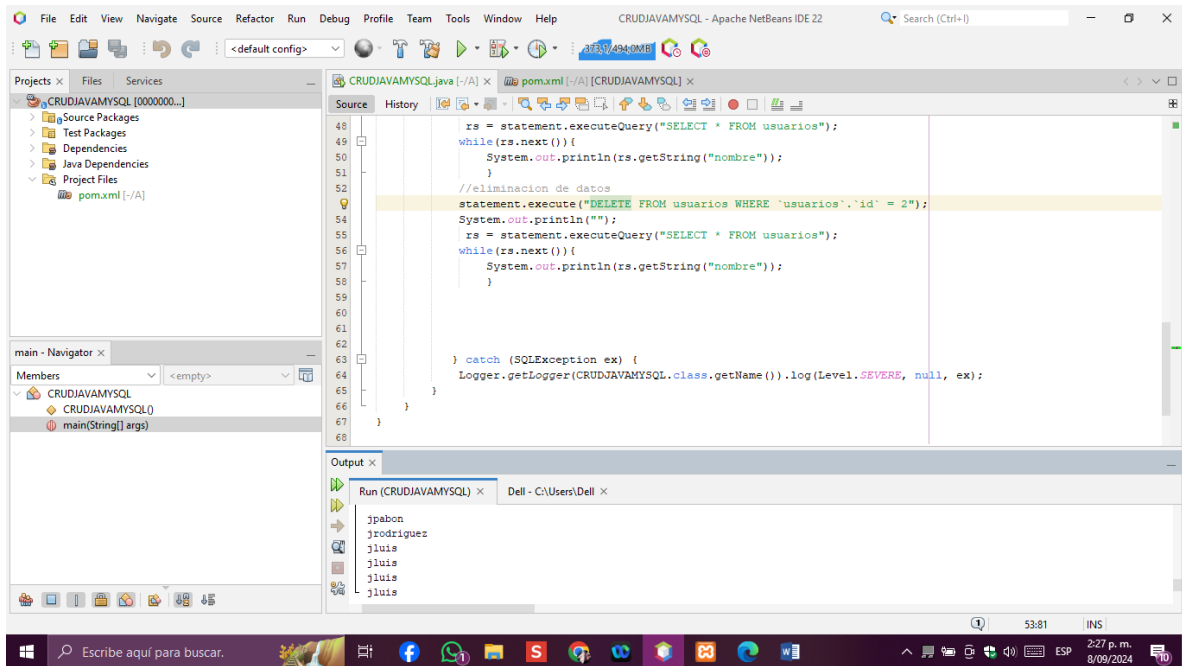 File Edit View Navigate Source Refactor Run Debug Profile Team Tools Window Help CRUDJAVAMYSQL - Apache NetBeans IDE 22 Search (Ctrl+I)
<default config> 373,1/494,0MB
Projects Files Services
CRUDJAVAMYSQL [0000000...]
Source Packages
Test Packages
Dependencies
Java Dependencies
Project Files
pom.xml [-/A]
CRUDJAVAMYSQL.java [-/A] pom.xml [-/A] [CRUDJAVAMYSQL]
Source History
48 rs = statement.executeQuery("SELECT * FROM usuarios");
49 while(rs.next()){
50 System.out.println(rs.getString("nombre"));
51 }
52 //eliminacion de datos
statement.execute("DELETE FROM usuarios WHERE `usuarios`.`id` = 2");
54 System.out.println("");
55 rs = statement.executeQuery("SELECT * FROM usuarios");
56 while(rs.next()){
57 System.out.println(rs.getString("nombre"));
58 }
59
60
61
62
63 } catch (SQLException ex) {
64 Logger.getLogger(CRUDJAVAMYSQL.class.getName()).log(Level.SEVERE, null, ex);
65 }
66 }
67 }
68
main - Navigator
Members <empty>
CRUDJAVAMYSQL
CRUDJAVAMYSQL()
main(String[] args)
Output
Run (CRUDJAVAMYSQL) Dell - C:\Users\Dell
jpabon
jrodriguez
jluis
jluis
jluis
jluis
1 53:81 INS
Escribe aquí para buscar. ESP 2:27 p. m.
8/09/2024